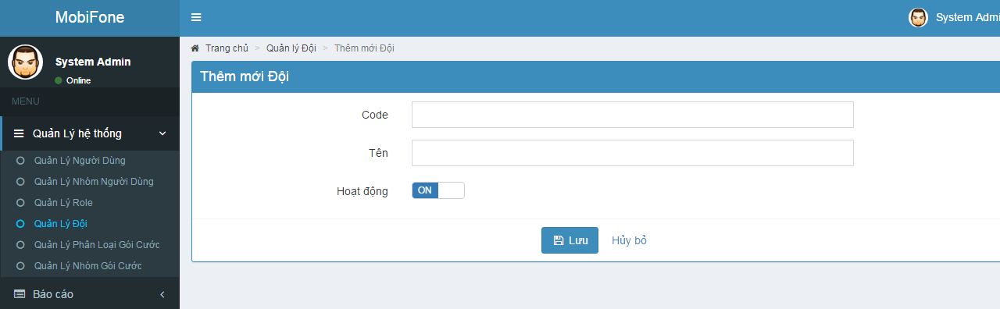 MobiFone
System Admi
System Admin
Online
MENU
Quản Lý hệ thống
Quản Lý Người Dùng
Quản Lý Nhóm Người Dùng
Quản Lý Role
Quản Lý Đội
Quản Lý Phân Loại Gói Cước
Quản Lý Nhóm Gói Cước
Báo cáo
Trang chủ > Quản lý Đội > Thêm mới Đội
Thêm mới Đội
Code
Tên
Hoạt động ON
Lưu Hủy bỏ